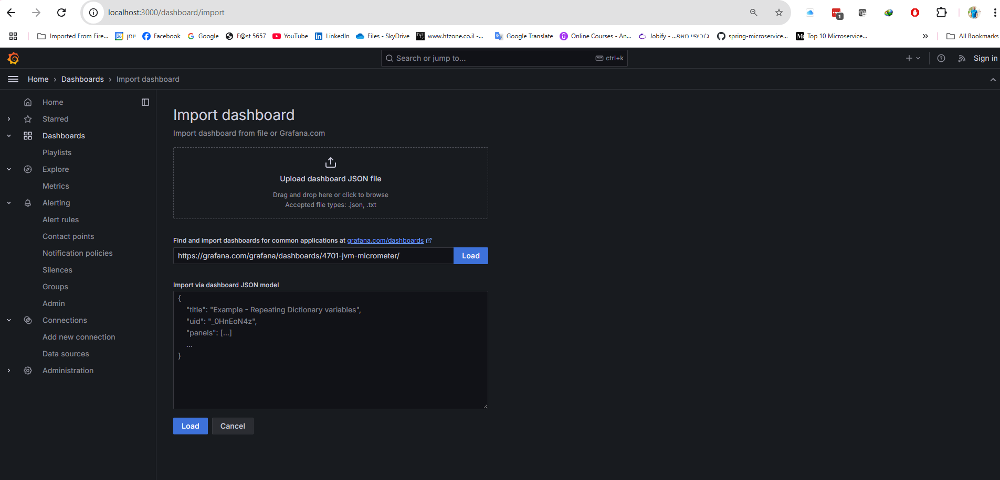 localhost:3000/dashboard/import
Imported From Fire...
26
יומן
Facebook
Google
F@st 5657
YouTube
LinkedIn
Files - SkyDrive
www.htzone.co.il -...
Google Translate
Online Courses - An...
Jobify - ...ג'וביפיי מאפ
spring-microservice...
Top 10 Microservice...
All Bookmarks
1
Search or jump to...
ctrl+k
Sign in
Home › Dashboards › Import dashboard
Home
Starred
Dashboards
Playlists
Explore
Metrics
Alerting
Alert rules
Contact points
Notification policies
Silences
Groups
Admin
Connections
Add new connection
Data sources
Administration
Import dashboard
Import dashboard from file or Grafana.com
Upload dashboard JSON file
Drag and drop here or click to browse
Accepted file types: .json, .txt
Find and import dashboards for common applications at grafana.com/dashboards
https://grafana.com/grafana/dashboards/4701-jvm-micrometer/
Load
Import via dashboard JSON model
{
"title": "Example - Repeating Dictionary variables",
"uid": "_0HnEoN4z",
"panels": [...]
...
}
Load
Cancel